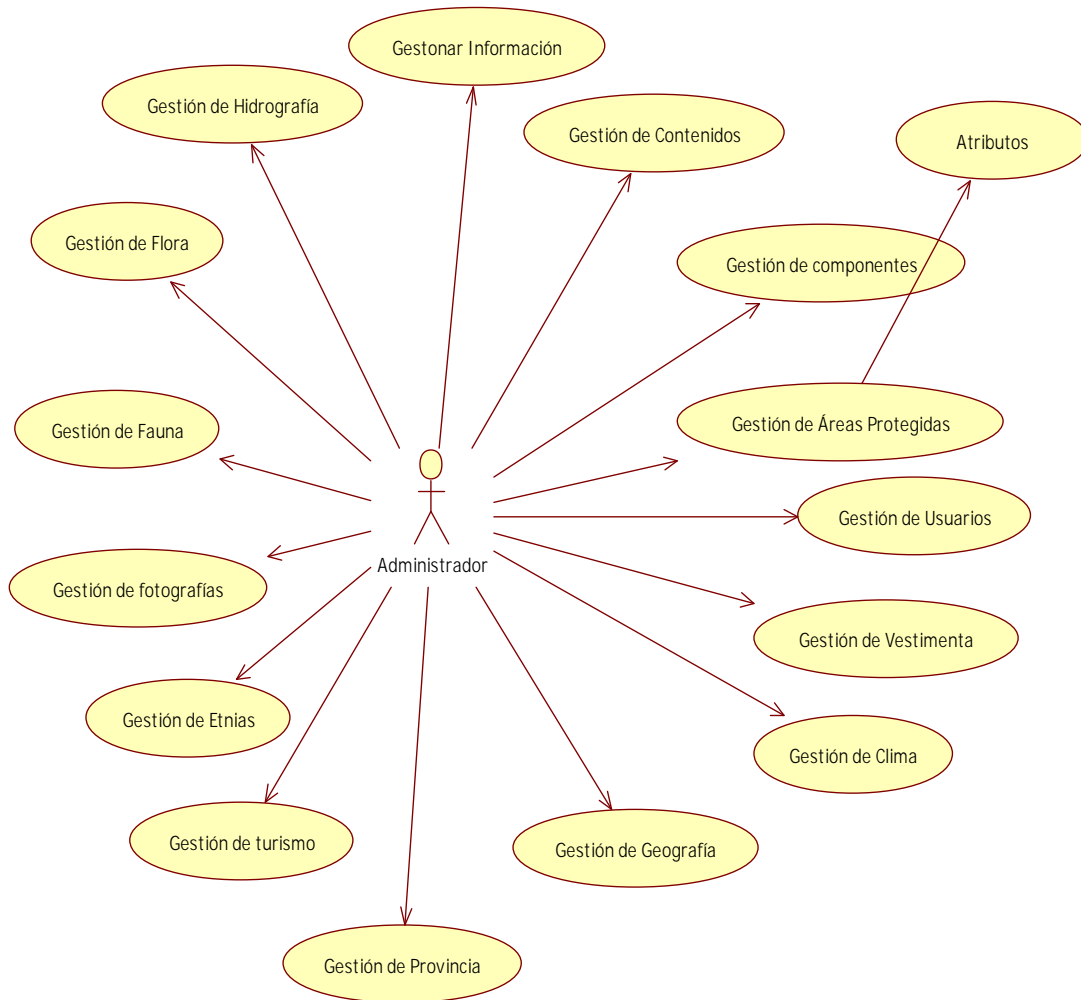 Gestonar Información
Gestión de Hidrografía
Gestión de Contenidos
Atributos
Gestión de Flora
Gestión de componentes
Gestión de Áreas Protegidas
Gestión de Fauna
Gestión de Usuarios
Administrador
Gestión de fotografías
Gestión de Vestimenta
Gestión de Etnias
Gestión de Clima
Gestión de turismo
Gestión de Geografía
Gestión de Provincia